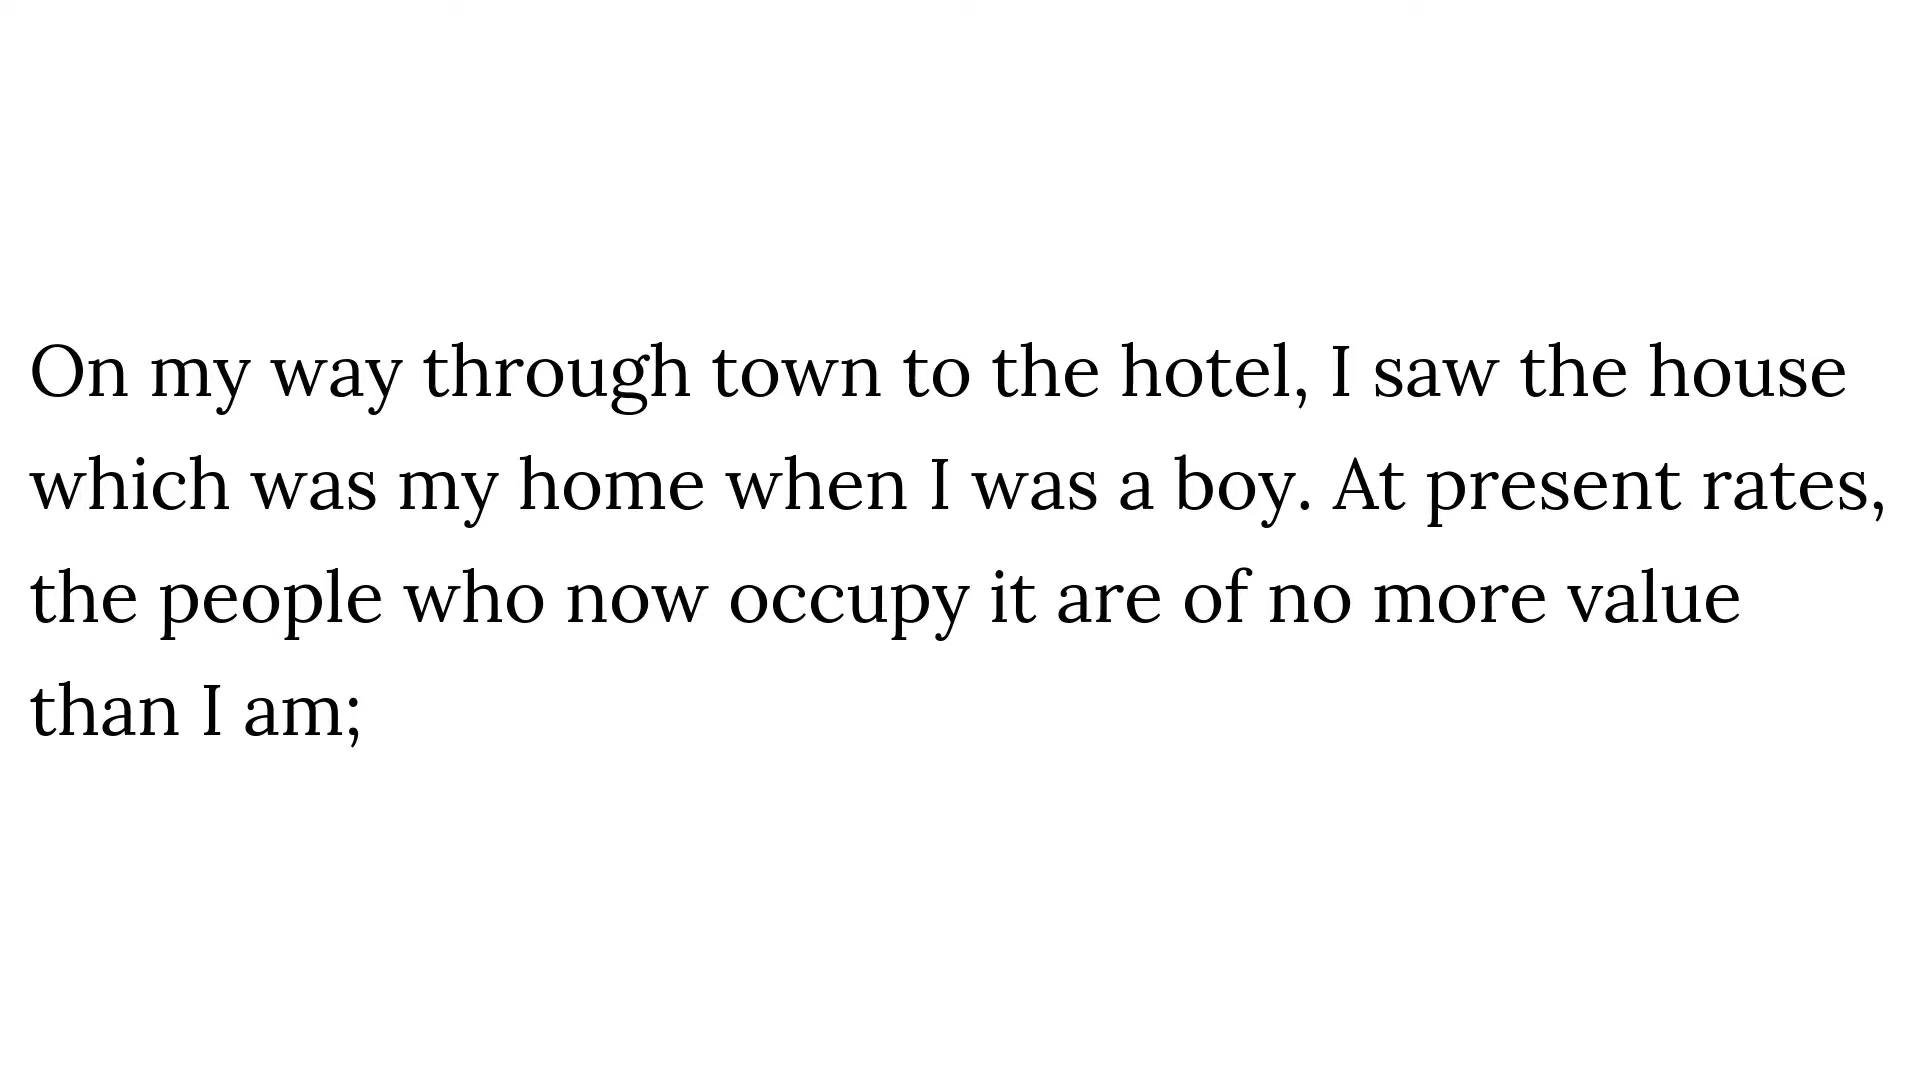 On my way through town to the hotel, I saw the house
which was my home when I was a boy. At present rates,
the people who now occupy it are of no more value
than I am;